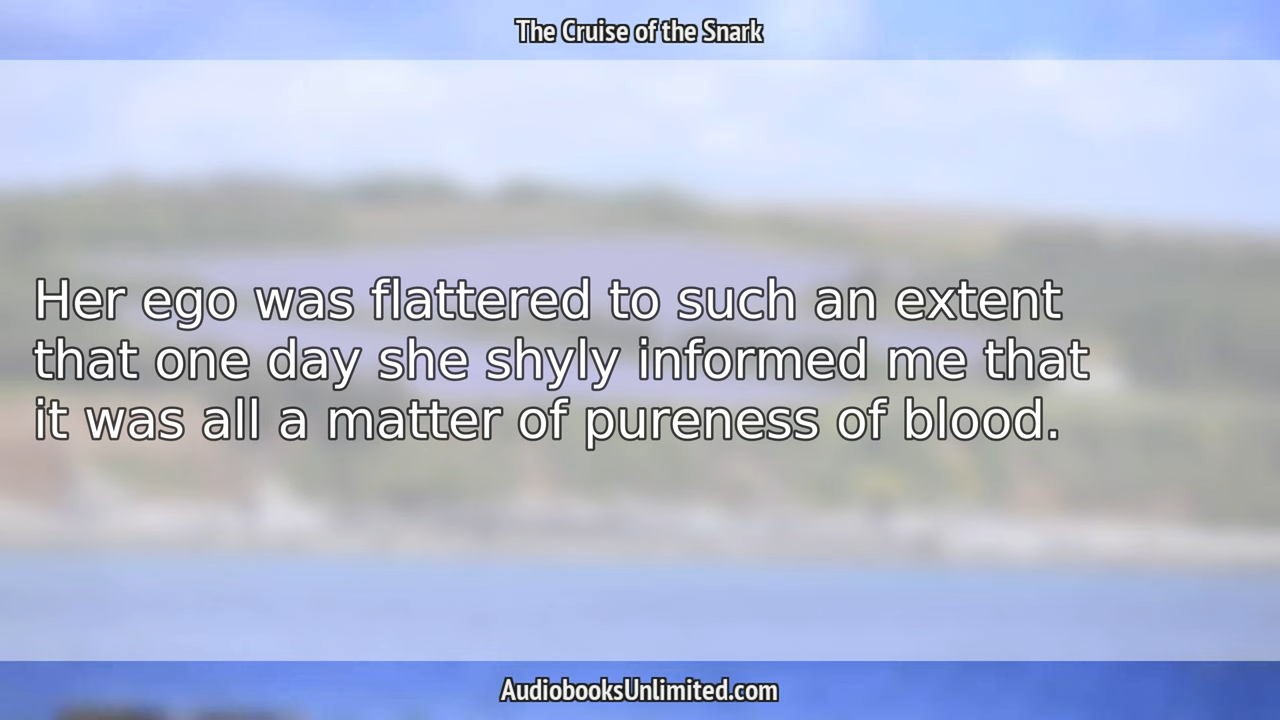 The Cruise of the Snark
Her ego was flattered to such an extent
that one day she shyly informed me that
it was all a matter of pureness of blood.
AudiobooksUnlimited.com